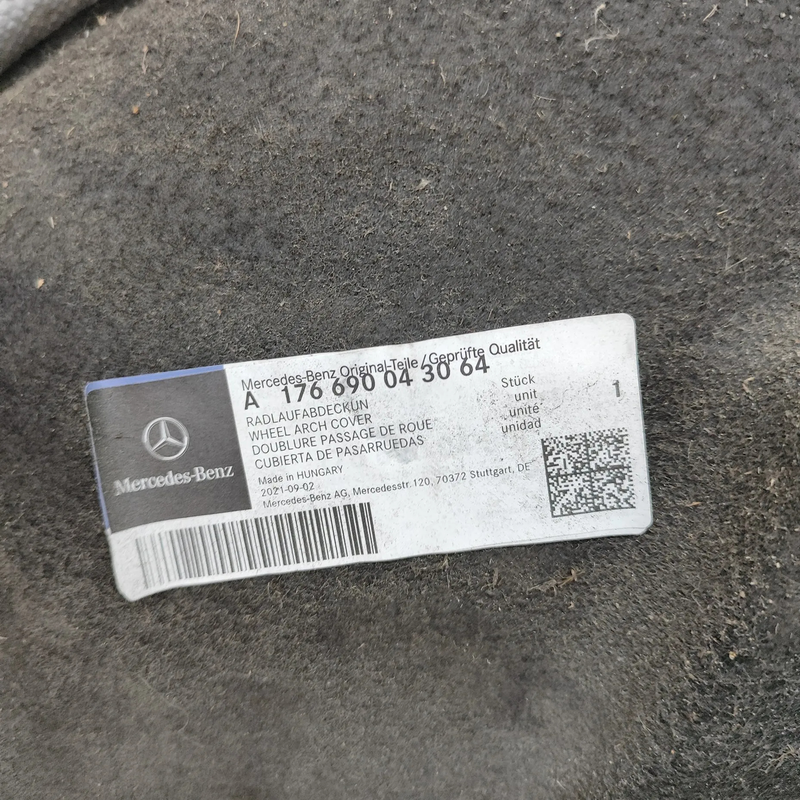 Mercedes-Benz Original-Teile / Geprüfte Qualität
A 176 690 04 30 64
RADLAUFABDECKUN
WHEEL ARCH COVER
DOUBLURE PASSAGE DE ROUE
CUBIERTA DE PASARRUEDAS
Stück
unit
unité
unidad
1
Made in HUNGARY
2021-09-02
Mercedes-Benz AG, Mercedesstr. 120, 70372 Stuttgart, DE
Mercedes-Benz